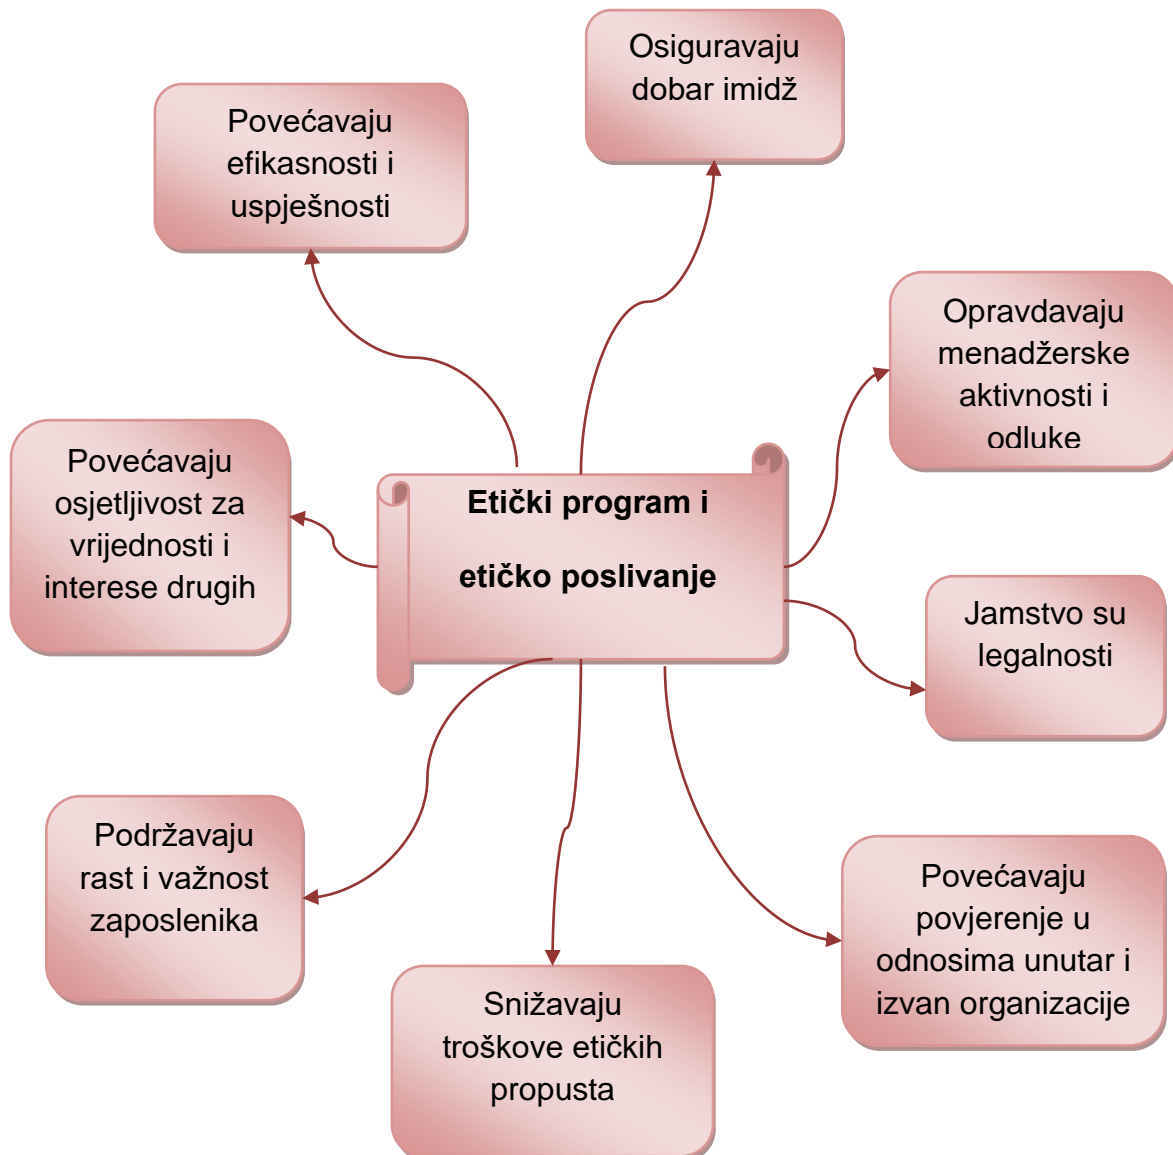 Osiguravaju
dobar imidž
Povećavaju
efikasnosti i
uspješnosti
Opravdavaju
menadžerske
aktivnosti i
odluke
Povećavaju
osjetljivost za
vrijednosti i
interese drugih
Etički program i
etičko poslivanje
Jamstvo su
legalnosti
Podržavaju
rast i važnost
zaposlenika
Povećavaju
povjerenje u
odnosima unutar i
izvan organizacije
Snižavaju
troškove etičkih
propusta